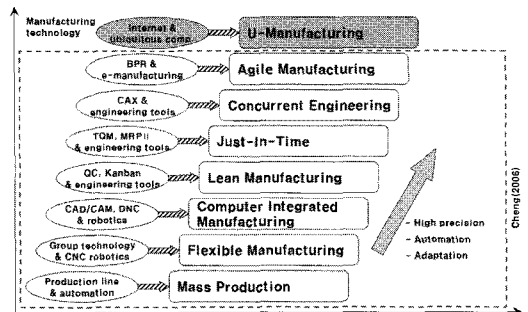 Manufacturing
technology
Internet &
ubiquitous comp.
U-Manufacturing
BPR &
e-manufacturing
Agile Manufacturing
CAX &
engineering tools
Concurrent Engineering
TQM, MRPII
& engineering tools
Just-In-Time
QC, Kanban
& engineering tools
Lean Manufacturing
CAD/CAM, DNC
& robotics
Computer Integrated
Manufacturing
Group technology
& CNC robotics
Flexible Manufacturing
Production line
& automation
Mass Production
- High precision
- Automation
- Adaptation
Cheng(2006)